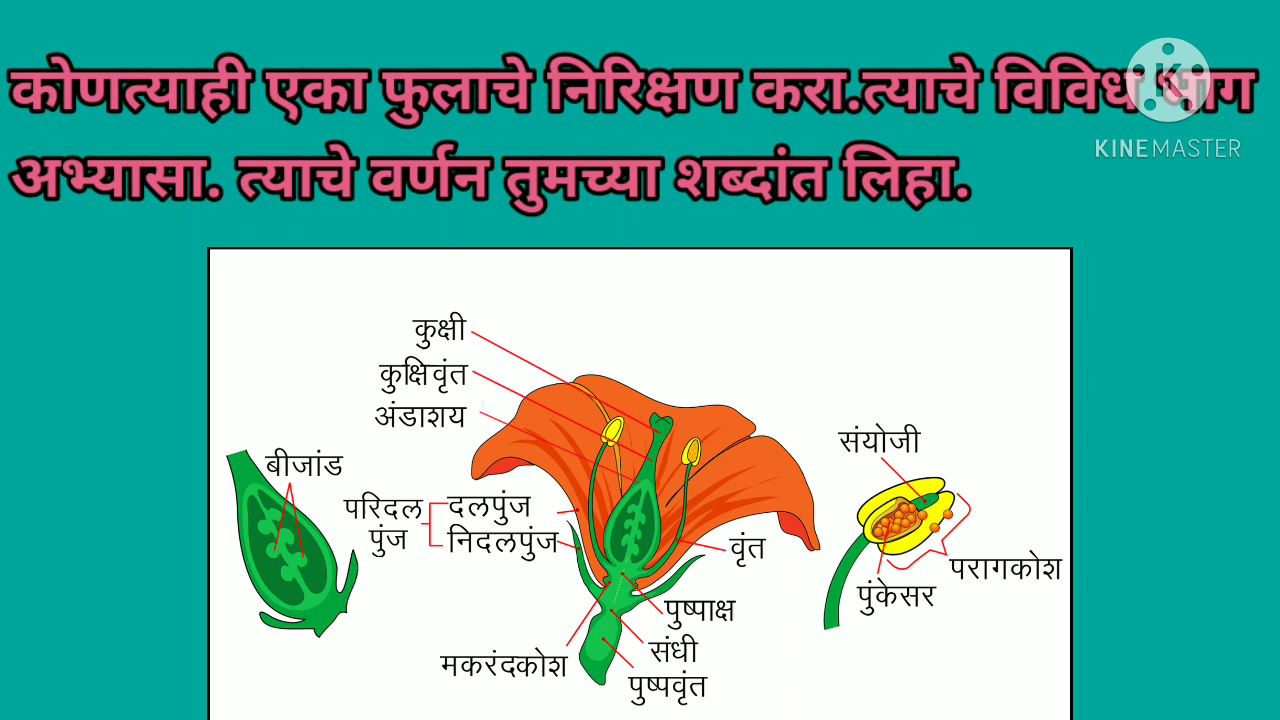 कोणत्याही एका फुलाचे निरिक्षण करा.त्याचे विविध भाग
अभ्यासा. त्याचे वर्णन तुमच्या शब्दांत लिहा.
KINEMASTER
कुक्षी
कुक्षिवृंत
अंडाशय
बीजांड
परिदल
पुंज
दलपुंज
निदलपुंज
वृंत
पुष्पाक्ष
संधी
पुष्पवृंत
मकरंदकोश
संयोजी
परागकोश
पुंकेसर